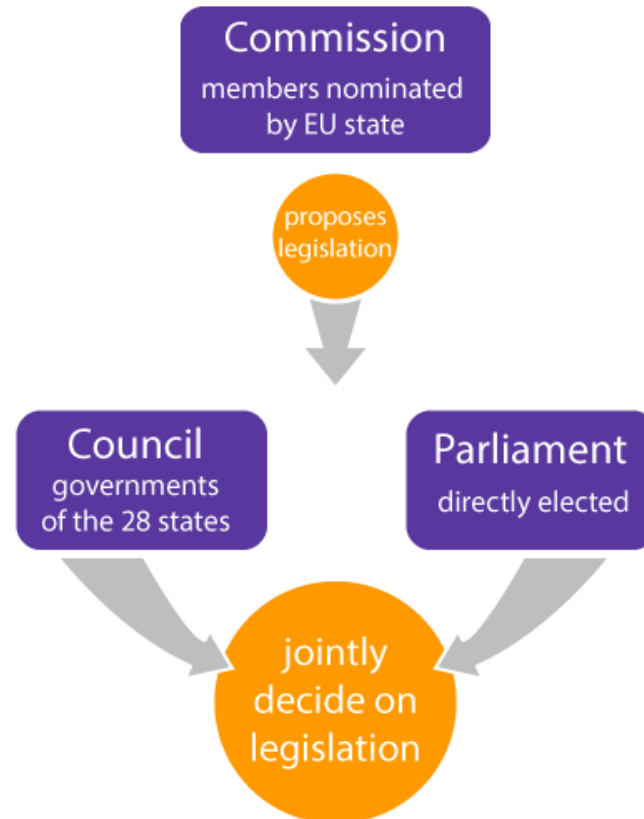 Commission
members nominated
by EU state
proposes
legislation
Council
governments
of the 28 states
Parliament
directly elected
jointly
decide on
legislation